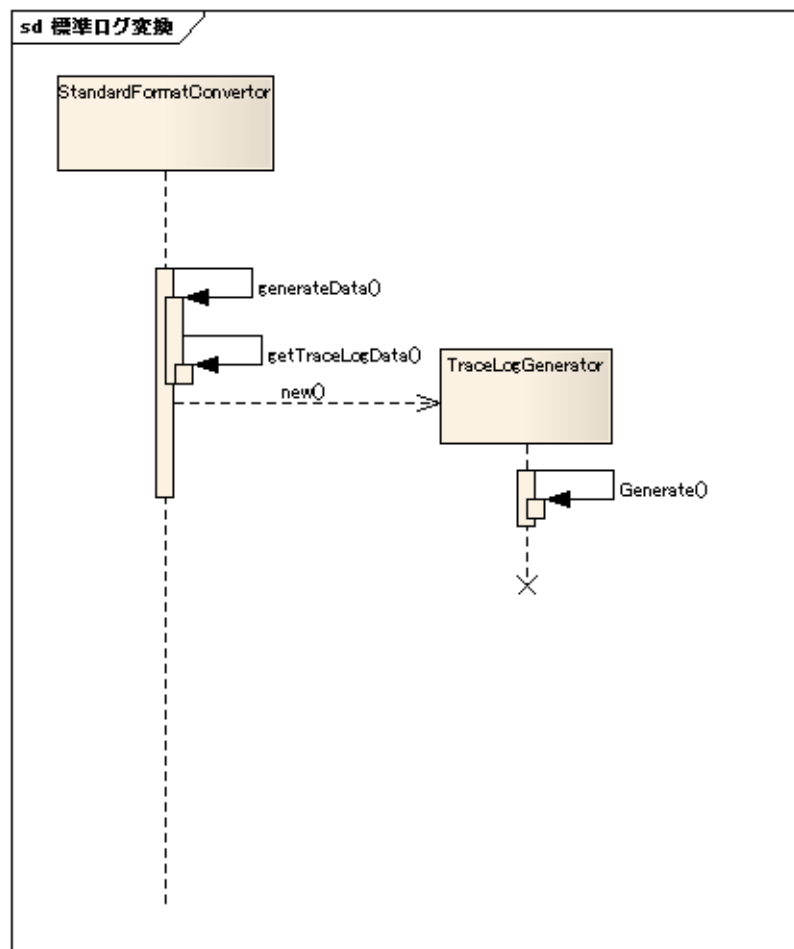 sd 標準ログ変換
StandardFormatConvertor
generateData()
getTraceLogData()
TraceLogGenerator
new()
Generate()